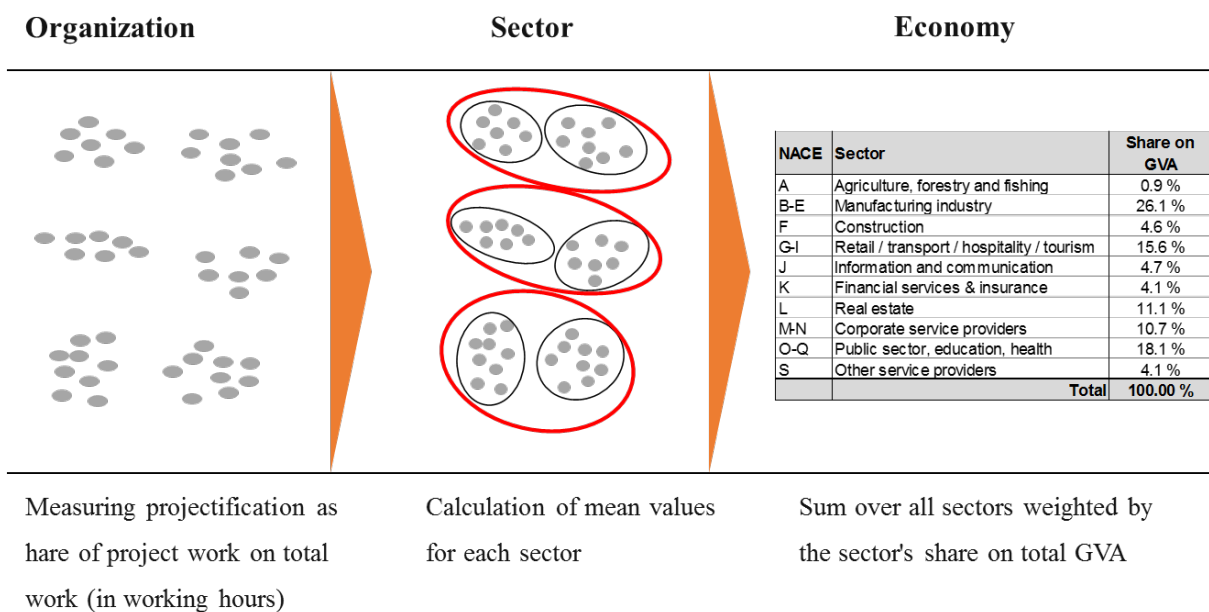 Organization
Sector
Economy
NACE Sector Share on GVA
A Agriculture, forestry and fishing 0.9 %
B-E Manufacturing industry 26.1 %
F Construction 4.6 %
G-I Retail / transport / hospitality / tourism 15.6 %
J Information and communication 4.7 %
K Financial services & insurance 4.1 %
L Real estate 11.1 %
M-N Corporate service providers 10.7 %
O-Q Public sector, education, health 18.1 %
S Other service providers 4.1 %
Total 100.00 %
Measuring projectification as
hare of project work on total
work (in working hours)
Calculation of mean values
for each sector
Sum over all sectors weighted by
the sector's share on total GVA